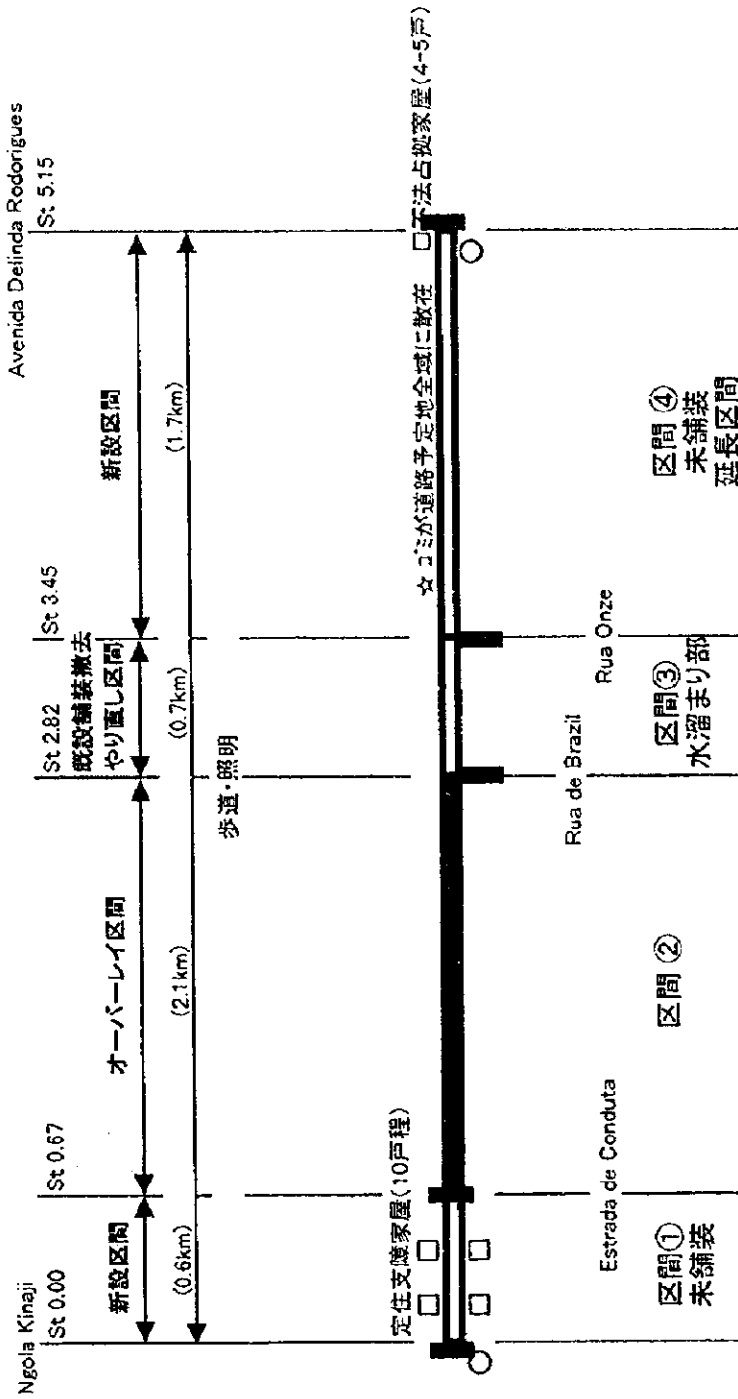 Ngola Kinaji
St 0.00
新設区間
(0.6km)
St 0.67
オーバーレイ区間
(2.1km)
歩道・照明
St 2.82
既設舗装撤去
やり直し区間
(0.7km)
St 3.45
新設区間
(1.7km)
Avenida Delinda Rodorigues
St 5.15
定住支障家屋(10戸程)
☆ ゴミが道路予定地全域に散在
不法占拠家屋(4-5戸)
Estrada de Conduta
Rua de Brazil
Rua Onze
区間①
未舗装
区間 ②
区間③
水溜まり部
区間 ④
未舗装
延長区間